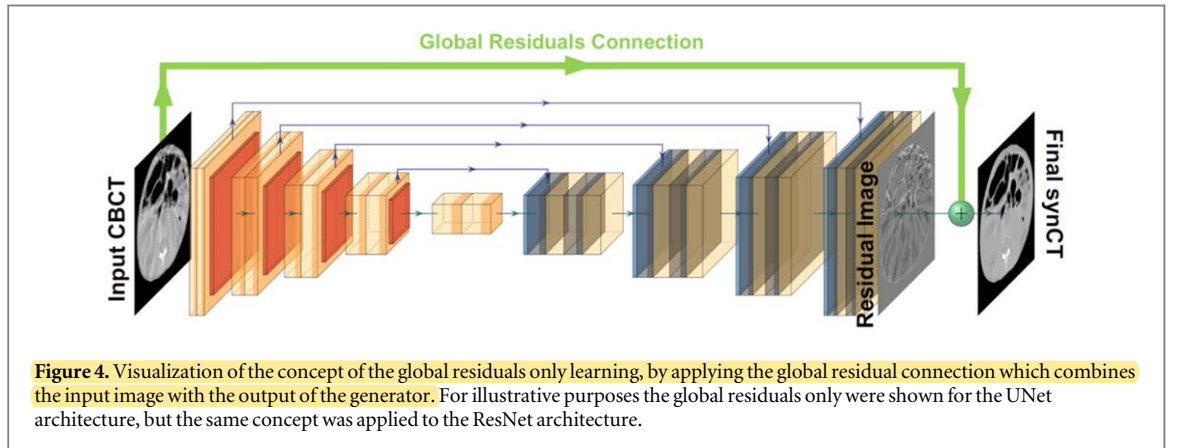 Global Residuals Connection
Input CBCT
Residual Image
+
Final synCT
Figure 4. Visualization of the concept of the global residuals only learning, by applying the global residual connection which combines
the input image with the output of the generator. For illustrative purposes the global residuals only were shown for the UNet
architecture, but the same concept was applied to the ResNet architecture.